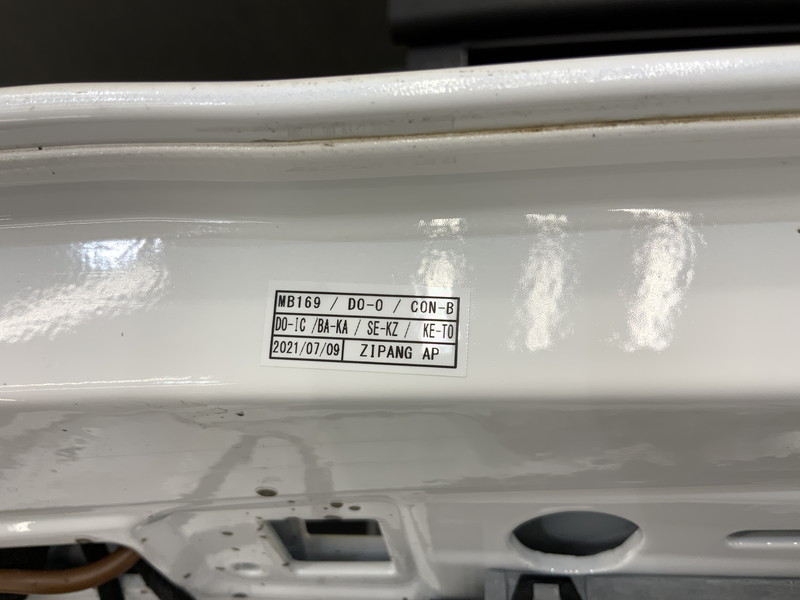 MB169 / DO-O / CON-B
DO-IC /BA-KA / SE-KZ / KE-TO
2021/07/09 ZIPANG AP